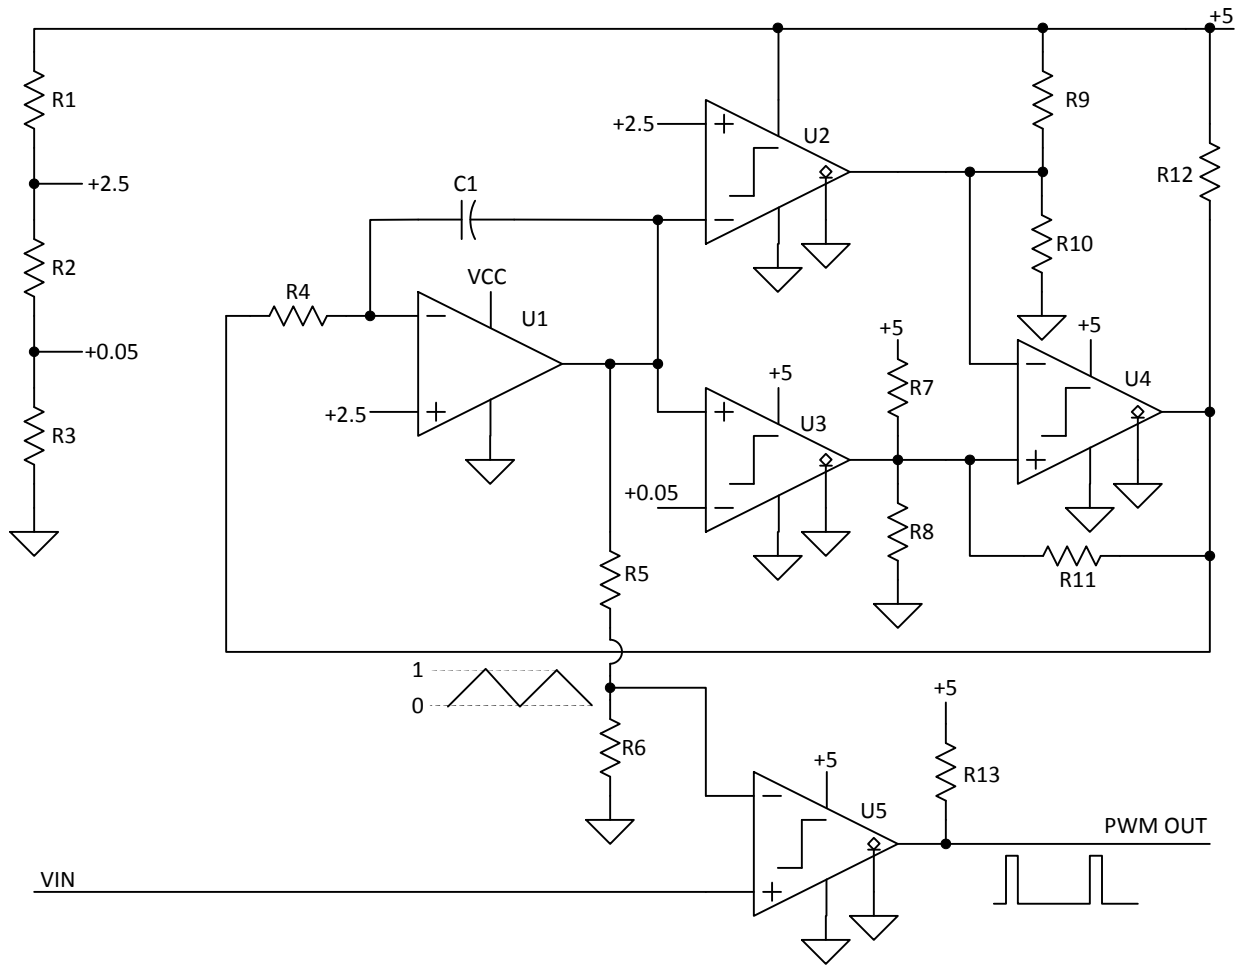 +5
R1
+2.5
R2
+0.05
R3
R4
C1
VCC
U1
+2.5
+2.5
U2
R9
R12
R10
+5
R7
+5
U4
+5
U3
+0.05
R8
R11
R5
1
0
R6
+5
R13
+5
U5
PWM OUT
VIN